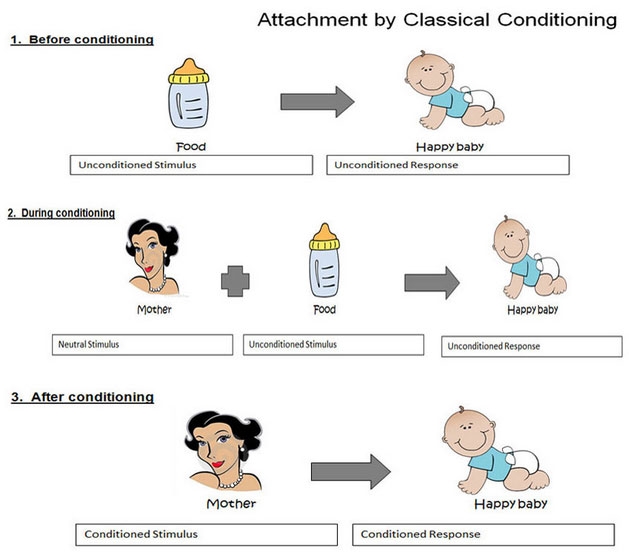 Attachment by Classical Conditioning
1. Before conditioning
Food
Happy baby
Unconditioned Stimulus
Unconditioned Response
2. During conditioning
Mother
Food
Happy baby
Neutral Stimulus
Unconditioned Stimulus
Unconditioned Response
3. After conditioning
Mother
Happy baby
Conditioned Stimulus
Conditioned Response